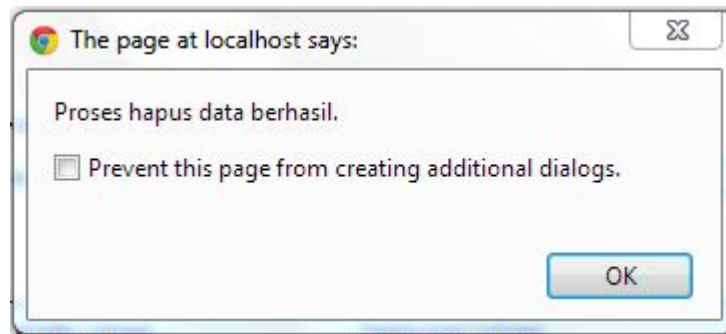 The page at localhost says:
Proses hapus data berhasil.
Prevent this page from creating additional dialogs.
OK